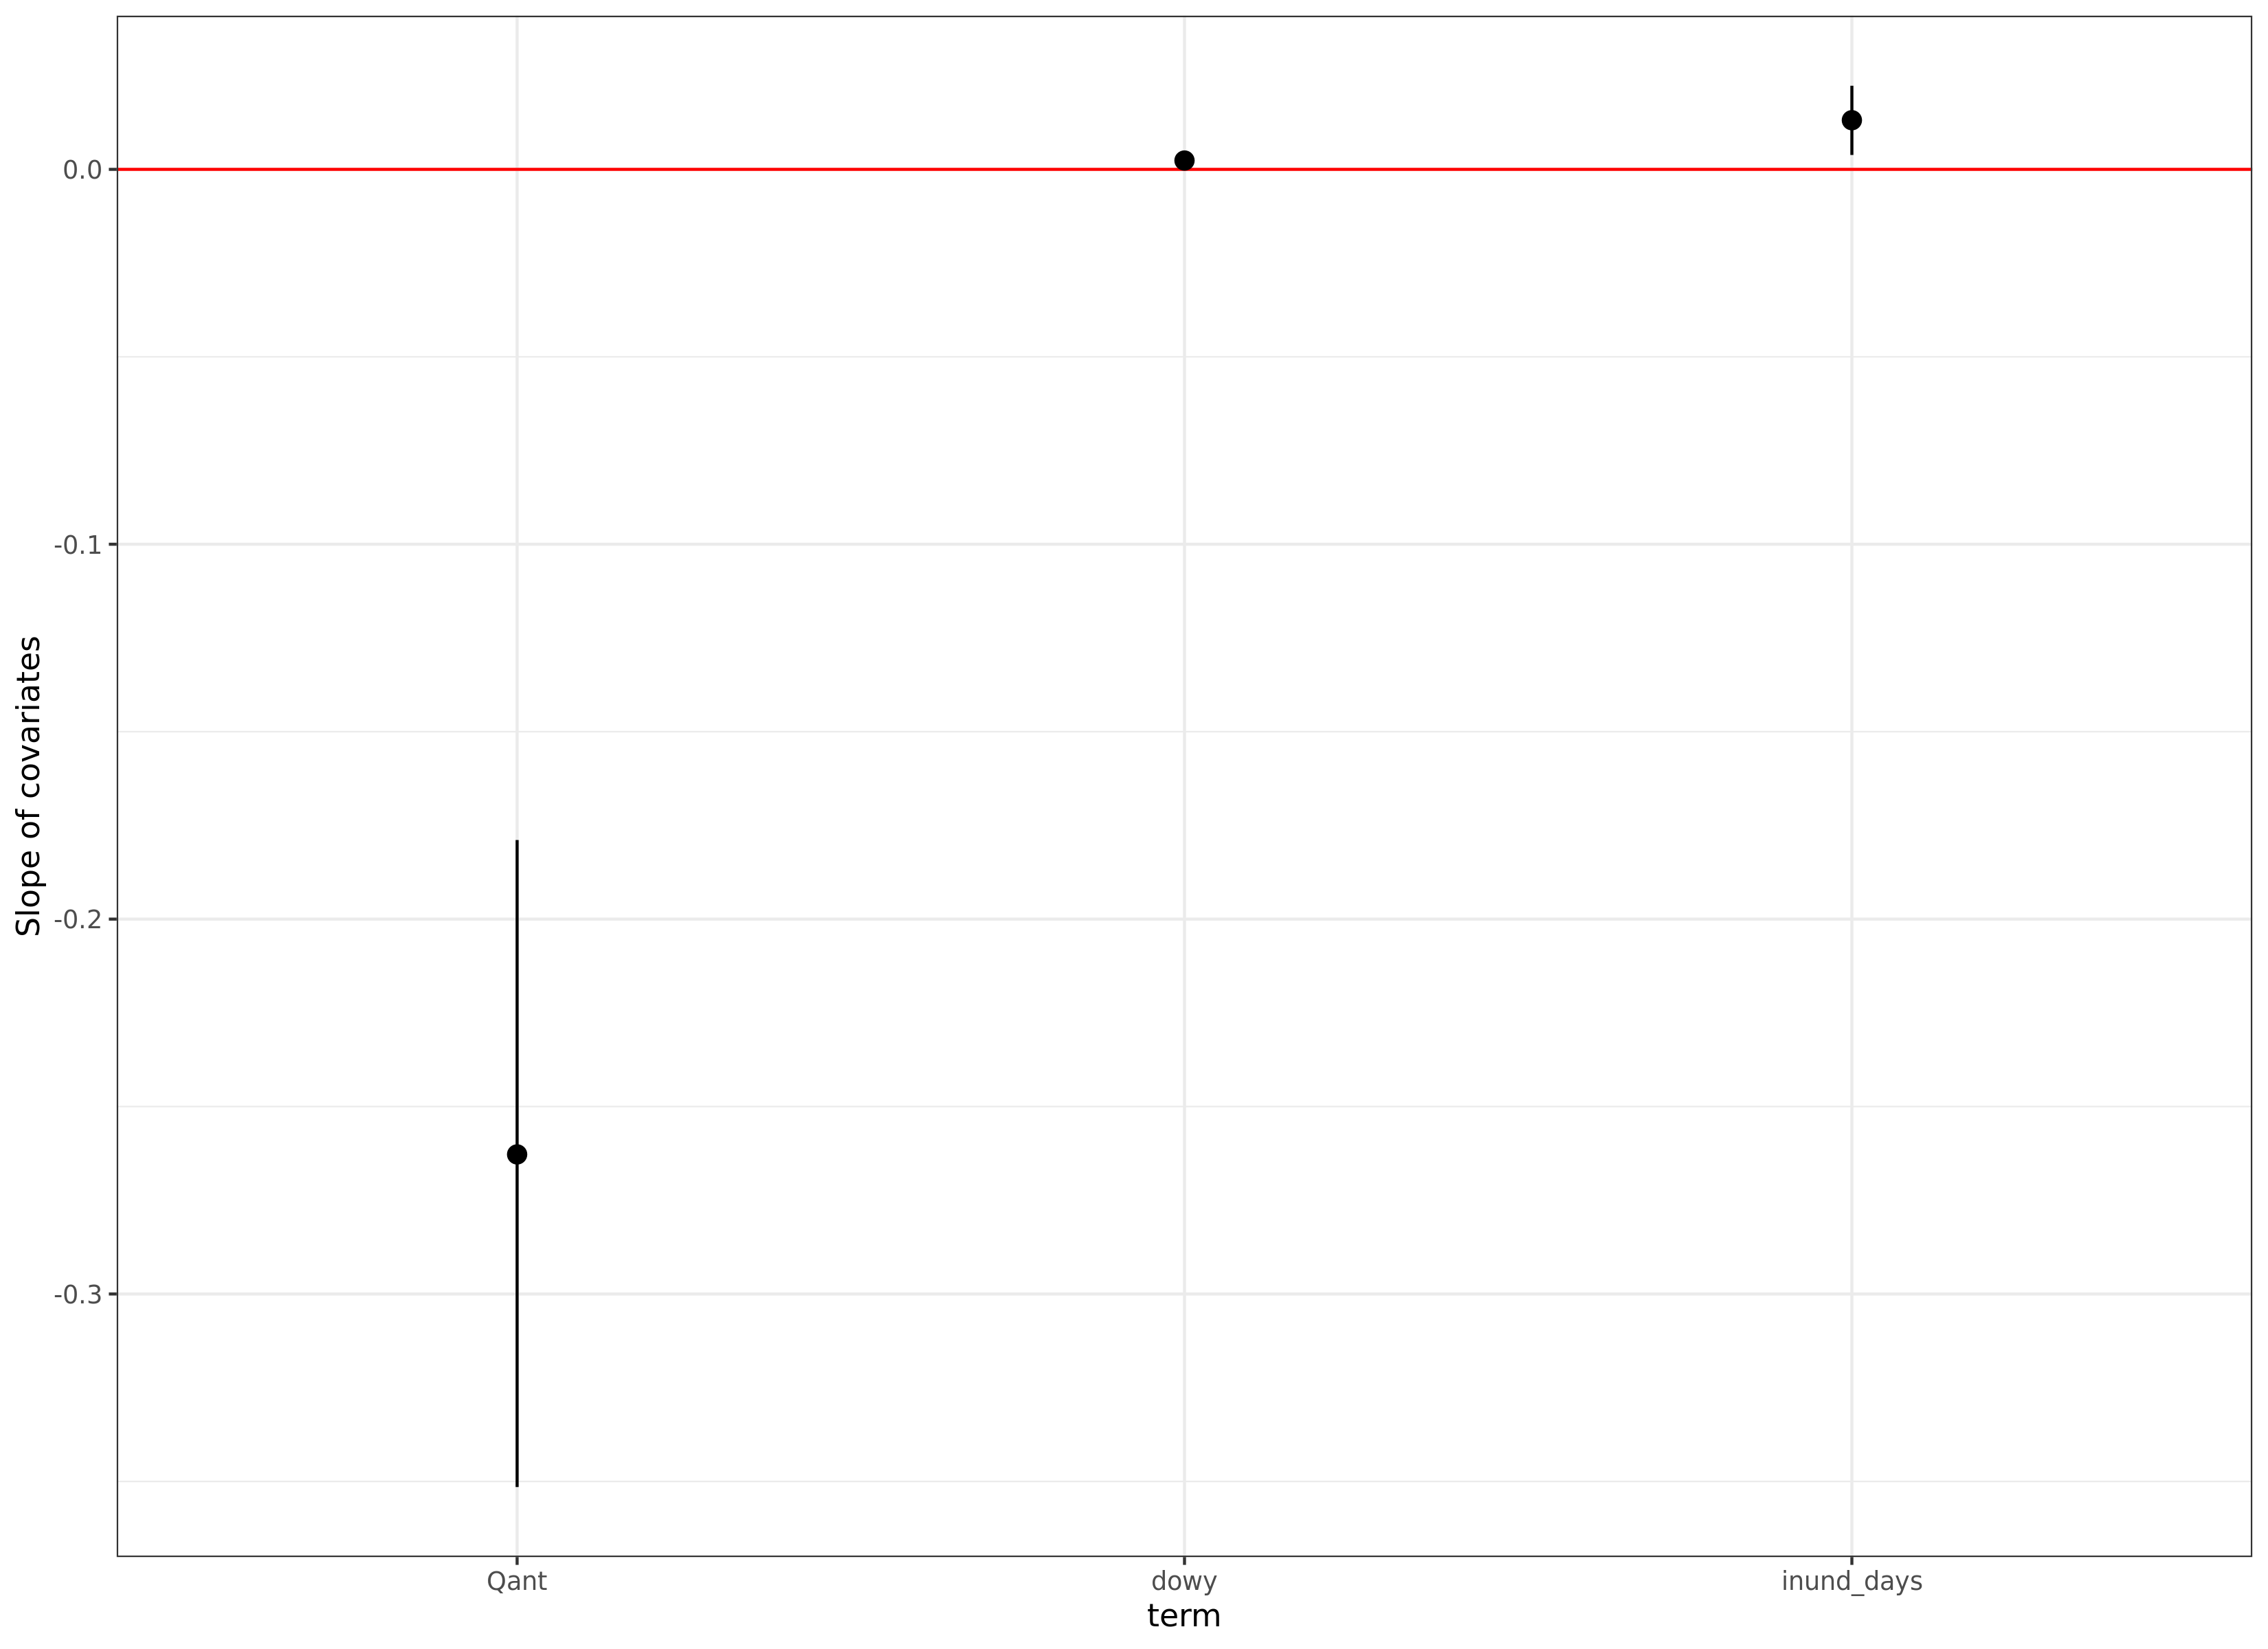 Slope of covariates
0.0
-0.1
-0.2
-0.3
Qant dowy inund_days
term